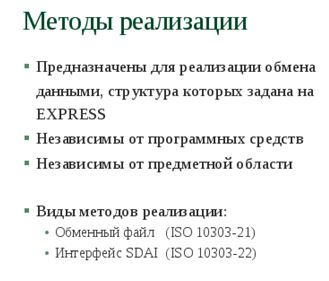 Методы реализации
Предназначены для реализации обмена
данными, структура которых задана на
EXPRESS
Независимы от программных средств
Независимы от предметной области
Виды методов реализации:
Обменный файл (ISO 10303-21)
Интерфейс SDAI (ISO 10303-22)